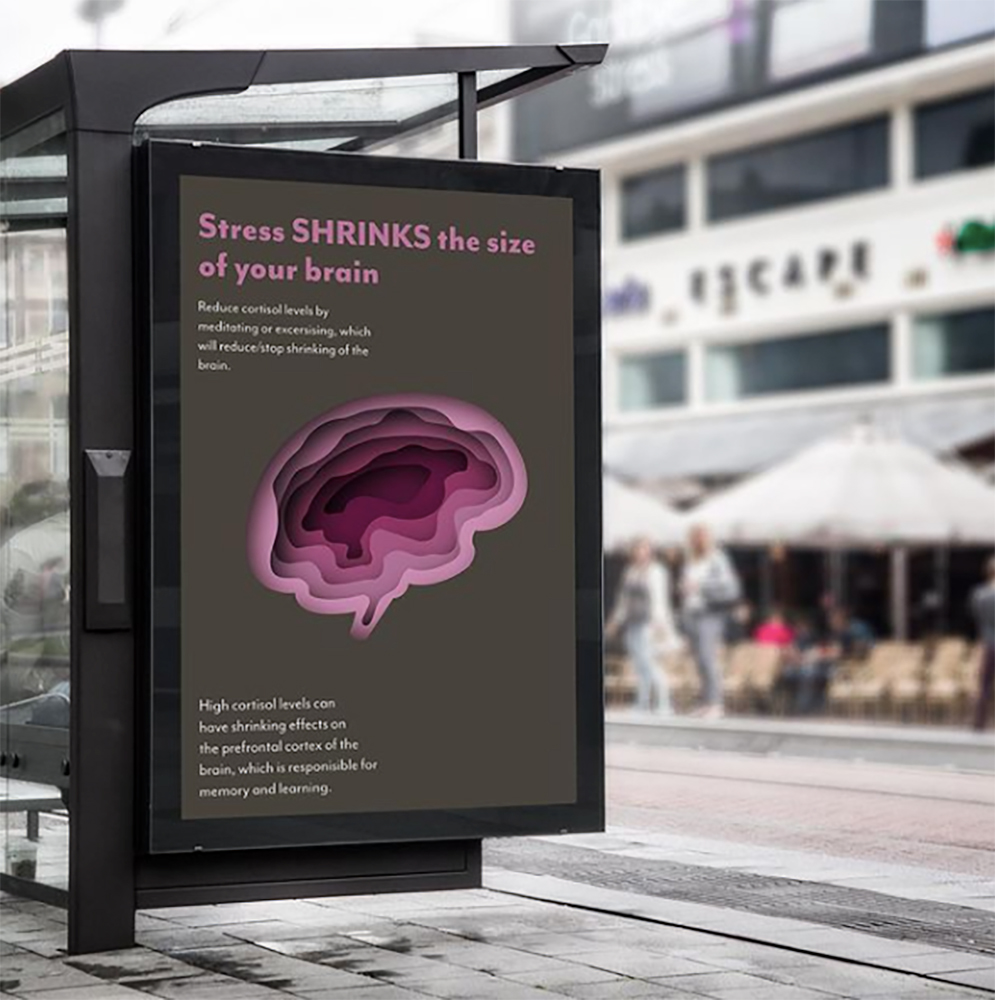 Stress SHRINKS the size
of your brain
Reduce cortisol levels by
meditating or excersising, which
will reduce/stop shrinking of the
brain.
High cortisol levels can
have shrinking effects on
the prefrontal cortex of the
brain, which is responisible for
memory and learning.
ESCAPE